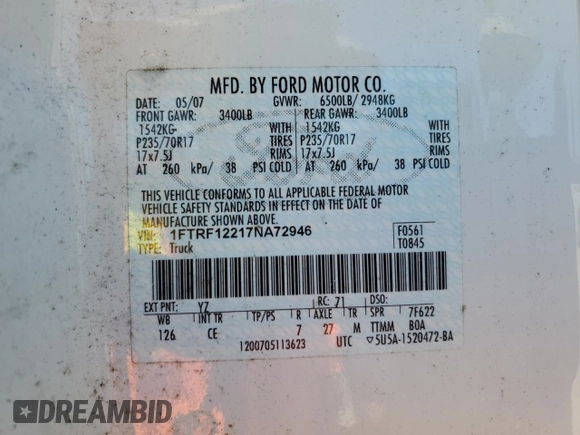 MFD. BY FORD MOTOR CO.
DATE: 05/07 GVWR: 6500LB/ 2948KG
FRONT GAWR: 3400LB REAR GAWR: 3400LB
1542KG WITH 1542KG WITH
P235/70R17 TIRES P235/70R17 TIRES
17x7.5J RIMS 17x7.5J RIMS
AT 260 kPa/ 38 PSI COLD AT 260 kPa/ 38 PSI COLD
THIS VEHICLE CONFORMS TO ALL APPLICABLE FEDERAL MOTOR
VEHICLE SAFETY STANDARDS IN EFFECT ON THE DATE OF
MANUFACTURE SHOWN ABOVE.
VIN: 1FTRF12217NA72946 F0561
TYPE: Truck T0845
EXT PNT: YZ RC: 71 DSO:
WB INT TR TP/PS R AXLE TR SPR 7F622
126 CE 7 27 M TTMM BOA
1200705113623 UTC ▽5U5A-1520472-BA
DREAMBID